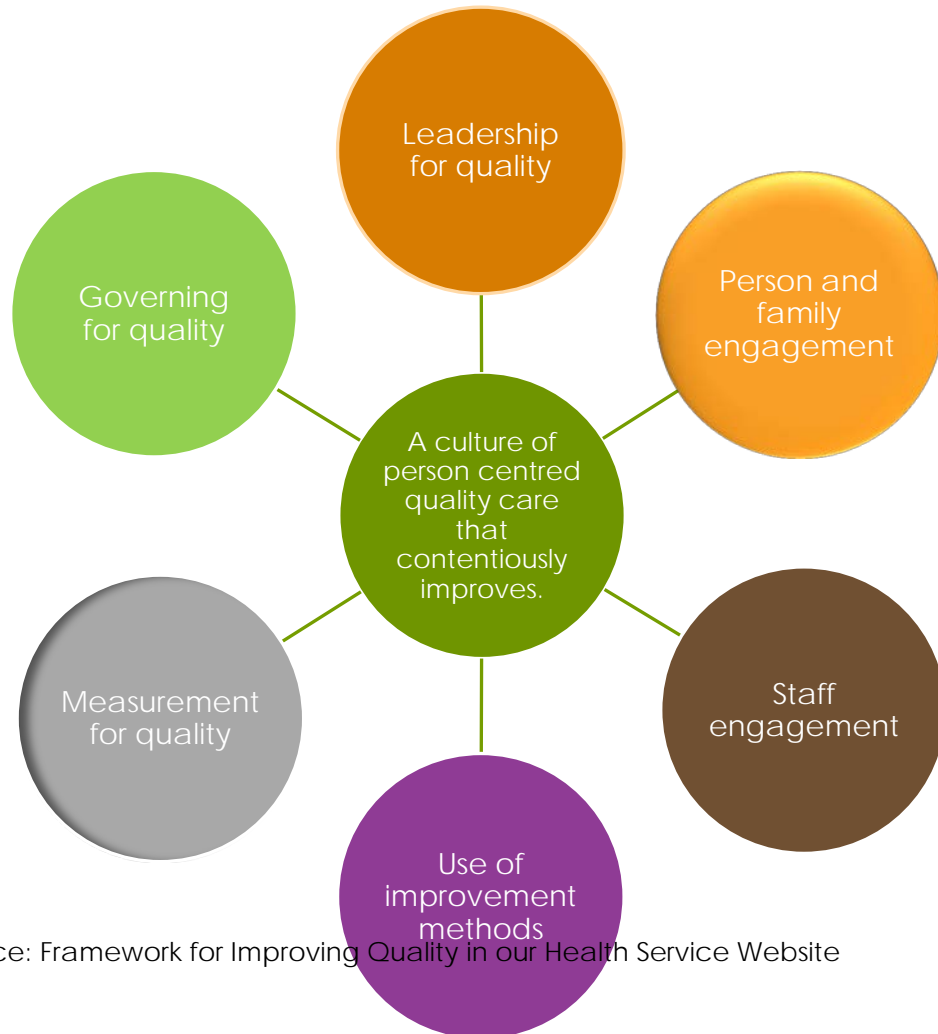 Leadership
for quality
Person and
family
engagement
Staff
engagement
Use of
improvement
methods
Measurement
for quality
Governing
for quality
A culture of
person centred
quality care
that
contentiously
improves.
ce: Framework for Improving Quality in our Health Service Website